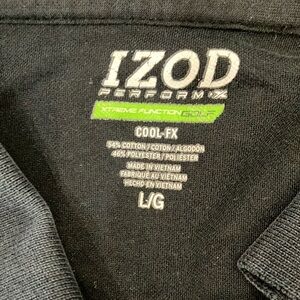 IZOD
PERFORMX
XTREME FUNCTION GOLF
COOL-FX
54% COTTON / COTON / ALGODÓN
46% POLYESTER / POLIÉSTER
MADE IN VIETNAM
FABRIQUÉ AU VIETNAM
HECHO EN VIETNAM
L/G